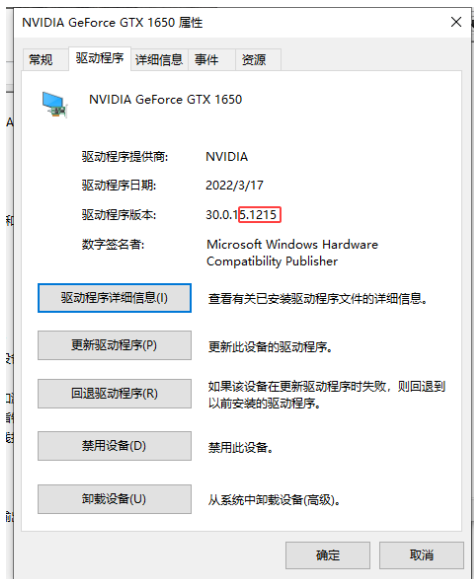 NVIDIA GeForce GTX 1650 属性
常规 驱动程序 详细信息 事件 资源
NVIDIA GeForce GTX 1650
驱动程序提供商: NVIDIA
驱动程序日期: 2022/3/17
驱动程序版本: 30.0.15.1215
数字签名者: Microsoft Windows Hardware
Compatibility Publisher
驱动程序详细信息(I) 查看有关已安装驱动程序文件的详细信息。
更新驱动程序(P) 更新此设备的驱动程序。
回退驱动程序(R) 如果该设备在更新驱动程序时失败，则回退到
以前安装的驱动程序。
禁用设备(D) 禁用此设备。
卸载设备(U) 从系统中卸载设备(高级)。
确定 取消